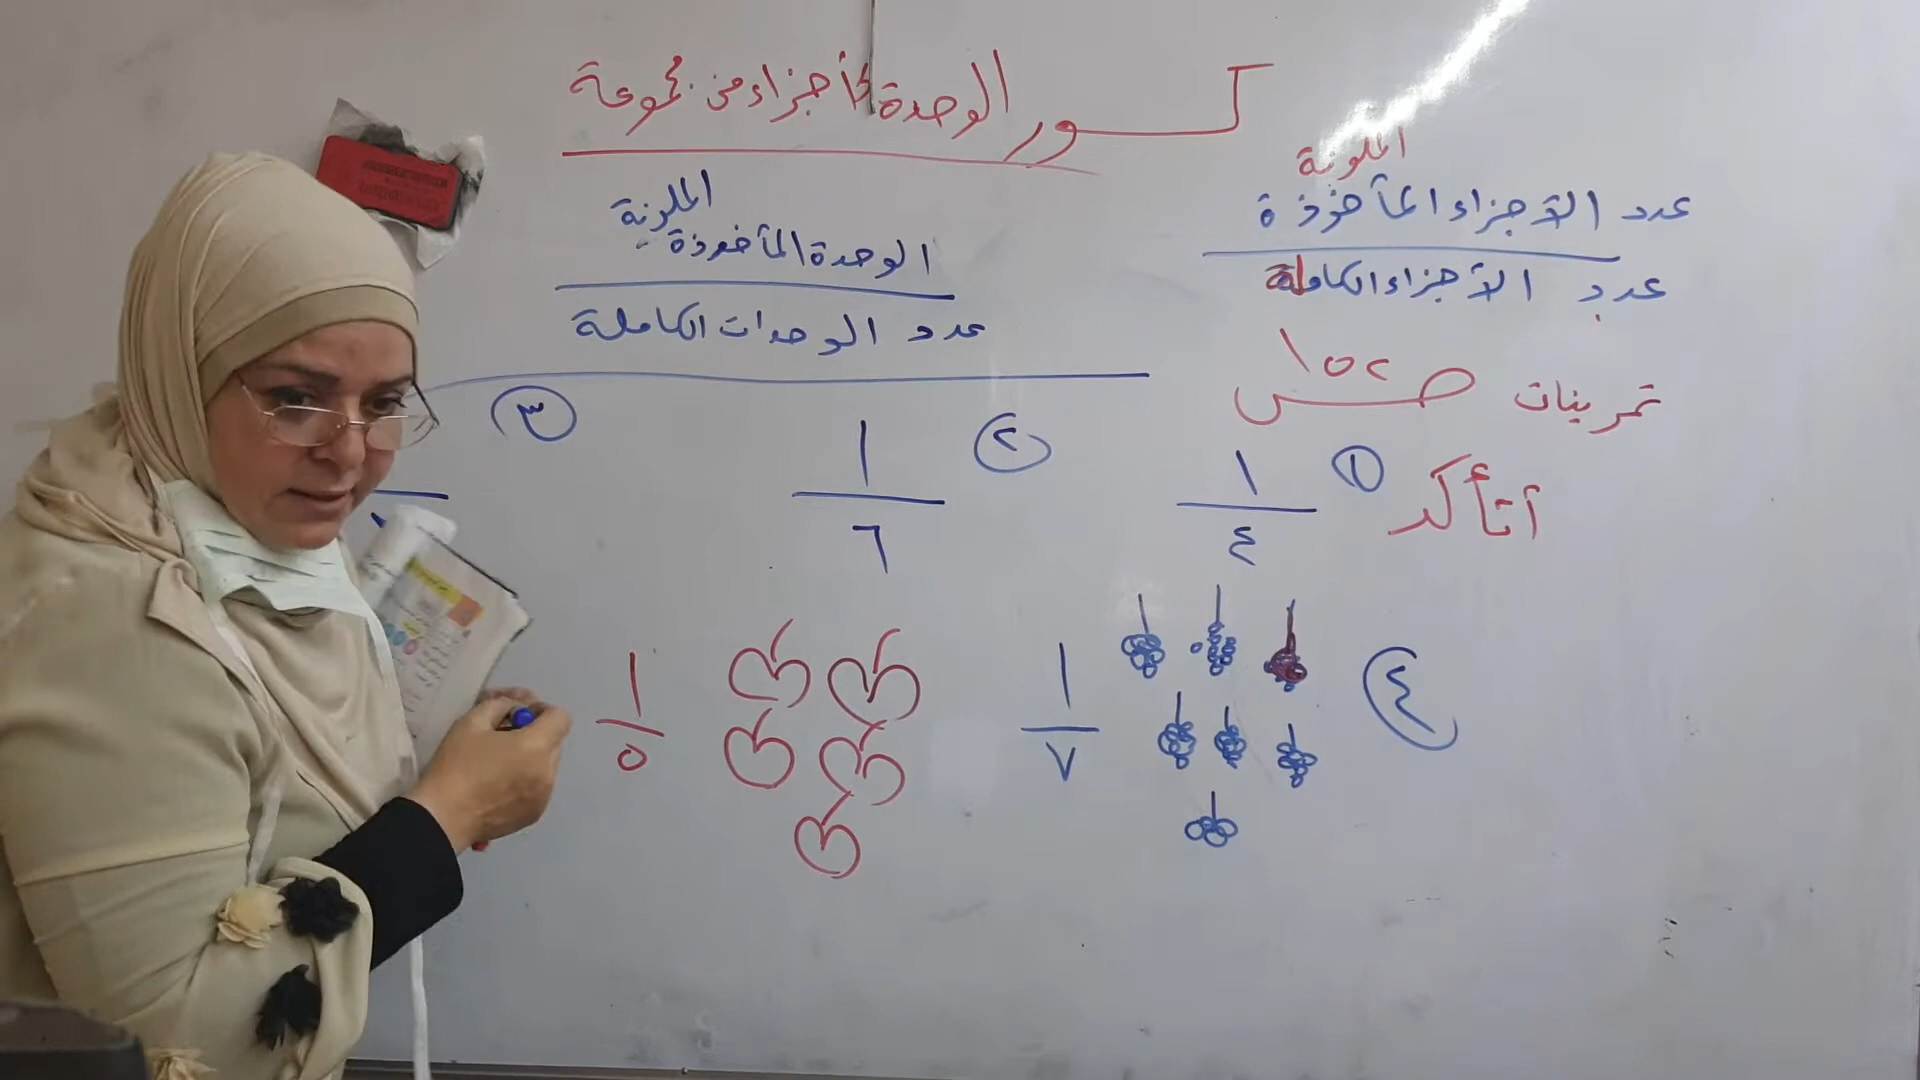 كسور الوحدة كأجزاء من مجموعة
الملونة
عدد الأجزاء المأخوذة
عدد الأجزاء الكاملة
الملونة
الوحدة المأخوذة
عدد الوحدات الكاملة
تمرينات ص ١٥٢
أتأكد
١
١
٤
٢
١
٦
٣
٤
١
٧
١
٥